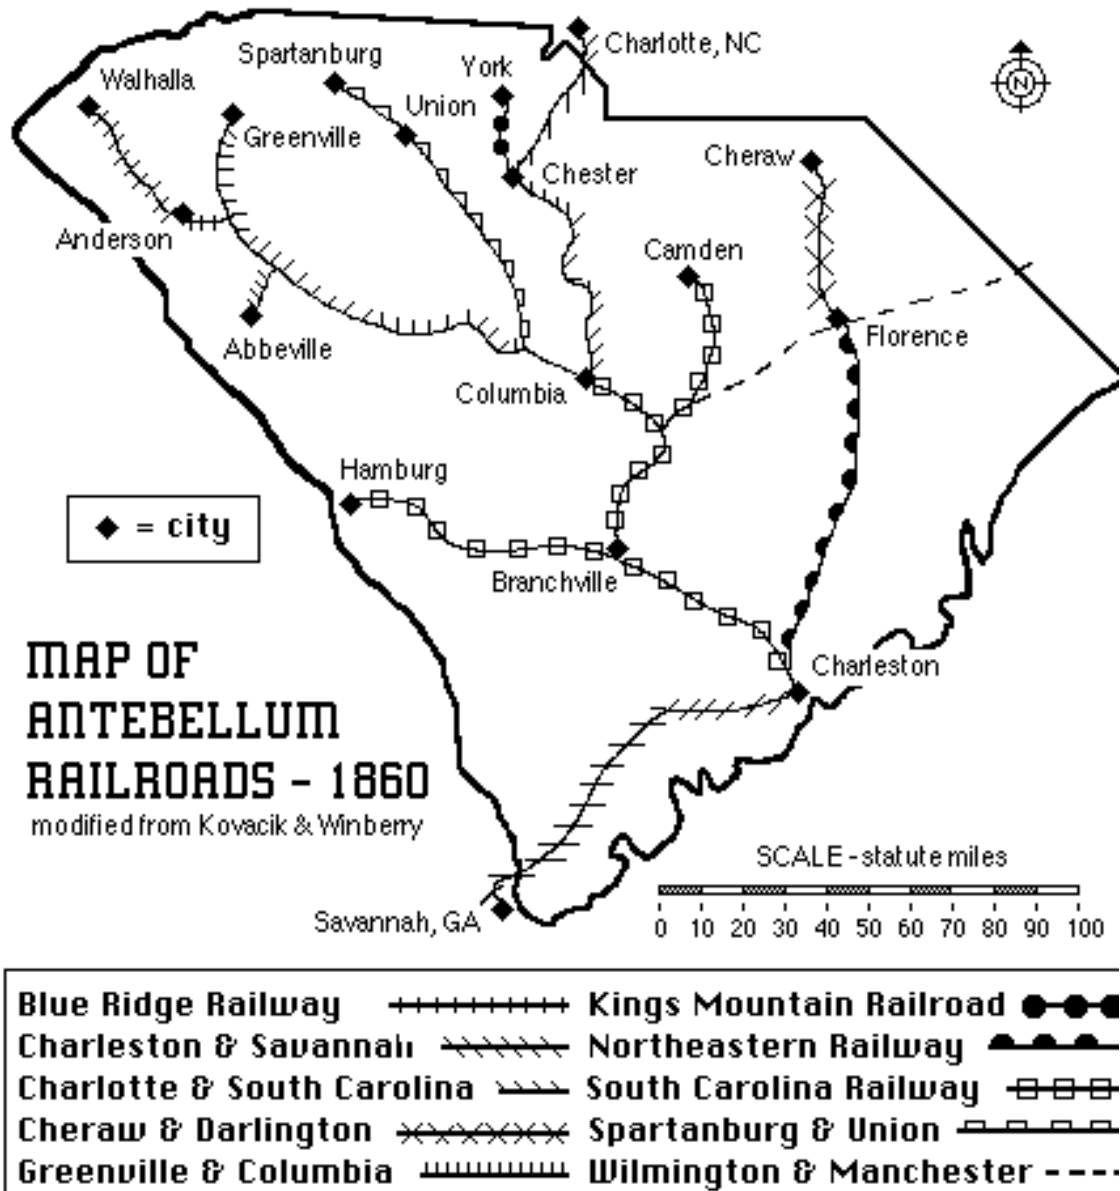 Charlotte, NC
Spartanburg
York
Walhalla
Union
Greenville
N
Cheraw
Chester
Anderson
Camden
Abbeville
Florence
Columbia
Hamburg
= city
Branchville
MAP OF
ANTEBELLUM
RAILROADS - 1860
modified from Kovacik & Winberry
Charleston
SCALE - statute miles
0 10 20 30 40 50 60 70 80 90 100
Savannah, GA
Blue Ridge Railway
Charleston & Savannah
Charlotte & South Carolina
Cheraw & Darlington
Greenville & Columbia
Kings Mountain Railroad
Northeastern Railway
South Carolina Railway
Spartanburg & Union
Wilmington & Manchester